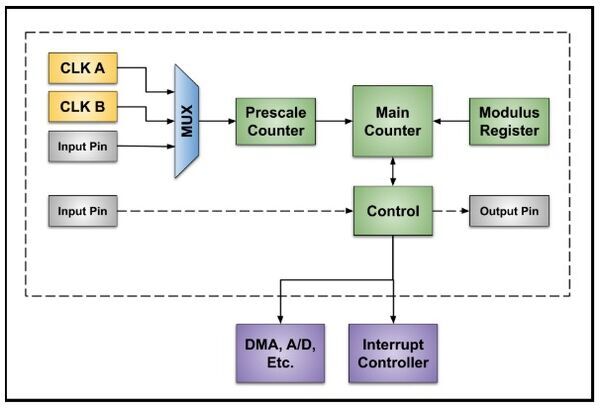 CLK A
CLK B
Input Pin
MUX
Prescale
Counter
Main
Counter
Modulus
Register
Input Pin
Control
Output Pin
DMA, A/D,
Etc.
Interrupt
Controller